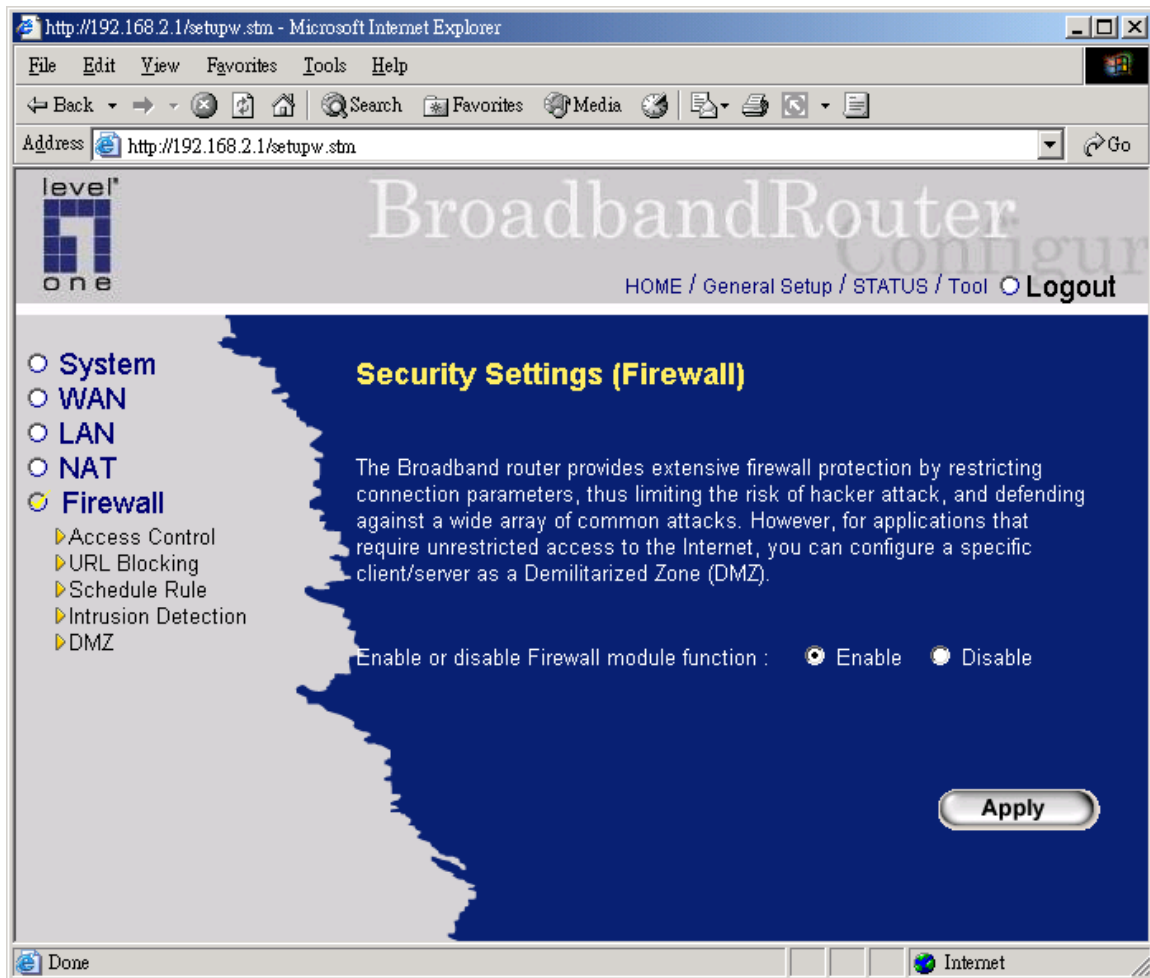 http://192.168.2.1/setupw.stm - Microsoft Internet Explorer
File Edit View Favorites Tools Help
Back Search Favorites Media
Address http://192.168.2.1/setupw.stm Go
level
one
BroadbandRouter
Configur
HOME / General Setup / STATUS / Tool Logout
System
WAN
LAN
NAT
Firewall
Access Control
URL Blocking
Schedule Rule
Intrusion Detection
DMZ
Security Settings (Firewall)
The Broadband router provides extensive firewall protection by restricting
connection parameters, thus limiting the risk of hacker attack, and defending
against a wide array of common attacks. However, for applications that
require unrestricted access to the Internet, you can configure a specific
client/server as a Demilitarized Zone (DMZ).
Enable or disable Firewall module function : Enable Disable
Apply
Done Internet